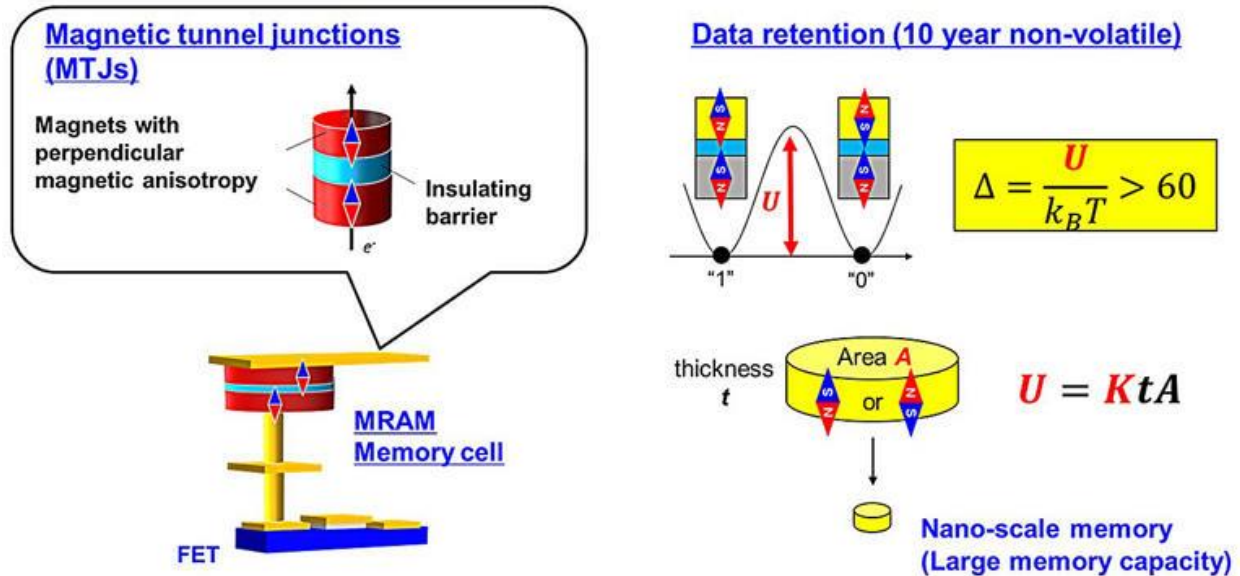 Magnetic tunnel junctions
(MTJs)
Magnets with
perpendicular
magnetic anisotropy
Insulating
barrier
e-
MRAM
Memory cell
FET
Data retention (10 year non-volatile)
S
N
N
S
S
N
S
N
U
"1"
"0"
Δ = U / k_B T > 60
thickness
t
Area A
S
N
or
N
S
U = KtA
Nano-scale memory
(Large memory capacity)